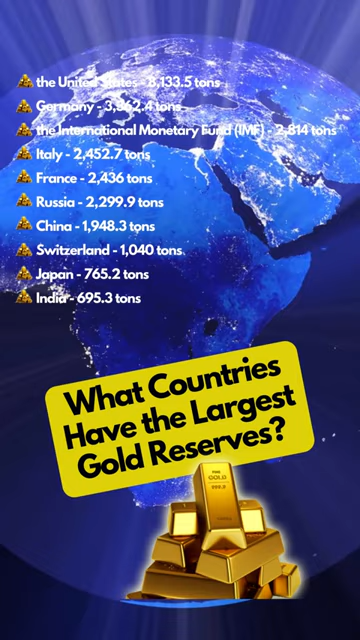 the United States - 8,133.5 tons
Germany - 3,362.4 tons
the International Monetary Fund (IMF) - 2,814 tons
Italy - 2,452.7 tons
France - 2,436 tons
Russia - 2,299.9 tons
China - 1,948.3 tons
Switzerland - 1,040 tons
Japan - 765.2 tons
India - 695.3 tons
What Countries
Have the Largest
Gold Reserves?
GOLD
999.9